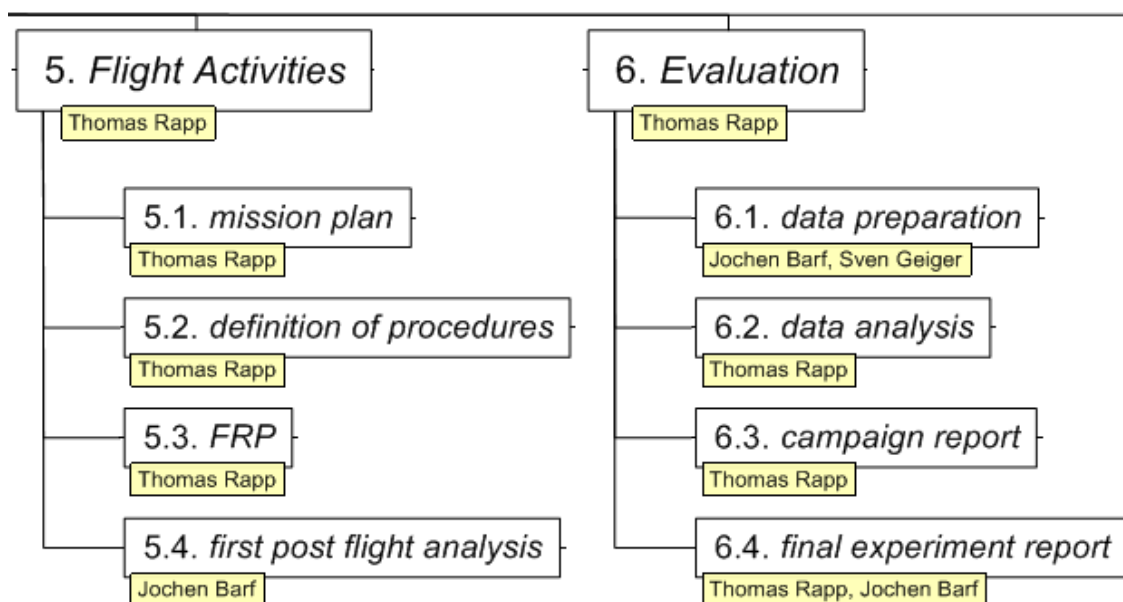 5. Flight Activities
Thomas Rapp
5.1. mission plan
Thomas Rapp
5.2. definition of procedures
Thomas Rapp
5.3. FRP
Thomas Rapp
5.4. first post flight analysis
Jochen Barf
6. Evaluation
Thomas Rapp
6.1. data preparation
Jochen Barf, Sven Geiger
6.2. data analysis
Thomas Rapp
6.3. campaign report
Thomas Rapp
6.4. final experiment report
Thomas Rapp, Jochen Barf